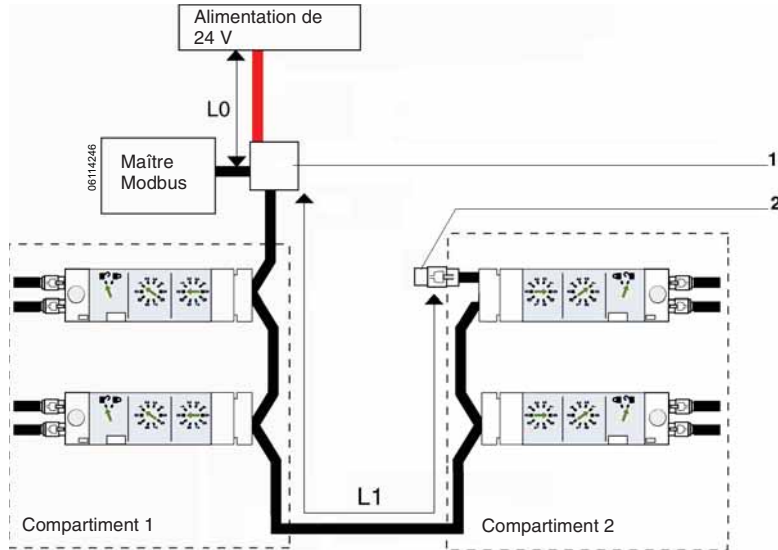 Alimentation de
24 V
L0
06114246
Maître
Modbus
1
2
L1
Compartiment 1
Compartiment 2